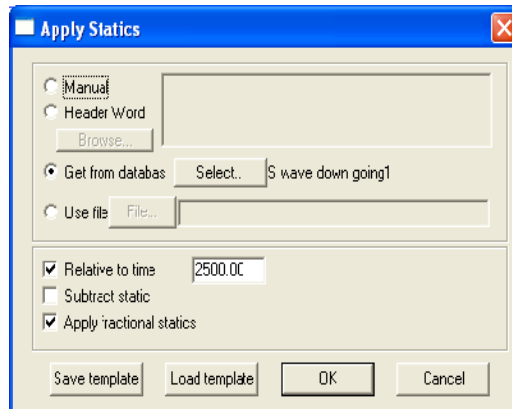 Apply Statics
Manual
Header Word
Browse...
Get from databas Select.. S wave down going1
Use file File...
Relative to time 2500.00
Subtract static
Apply fractional statics
Save template Load template OK Cancel